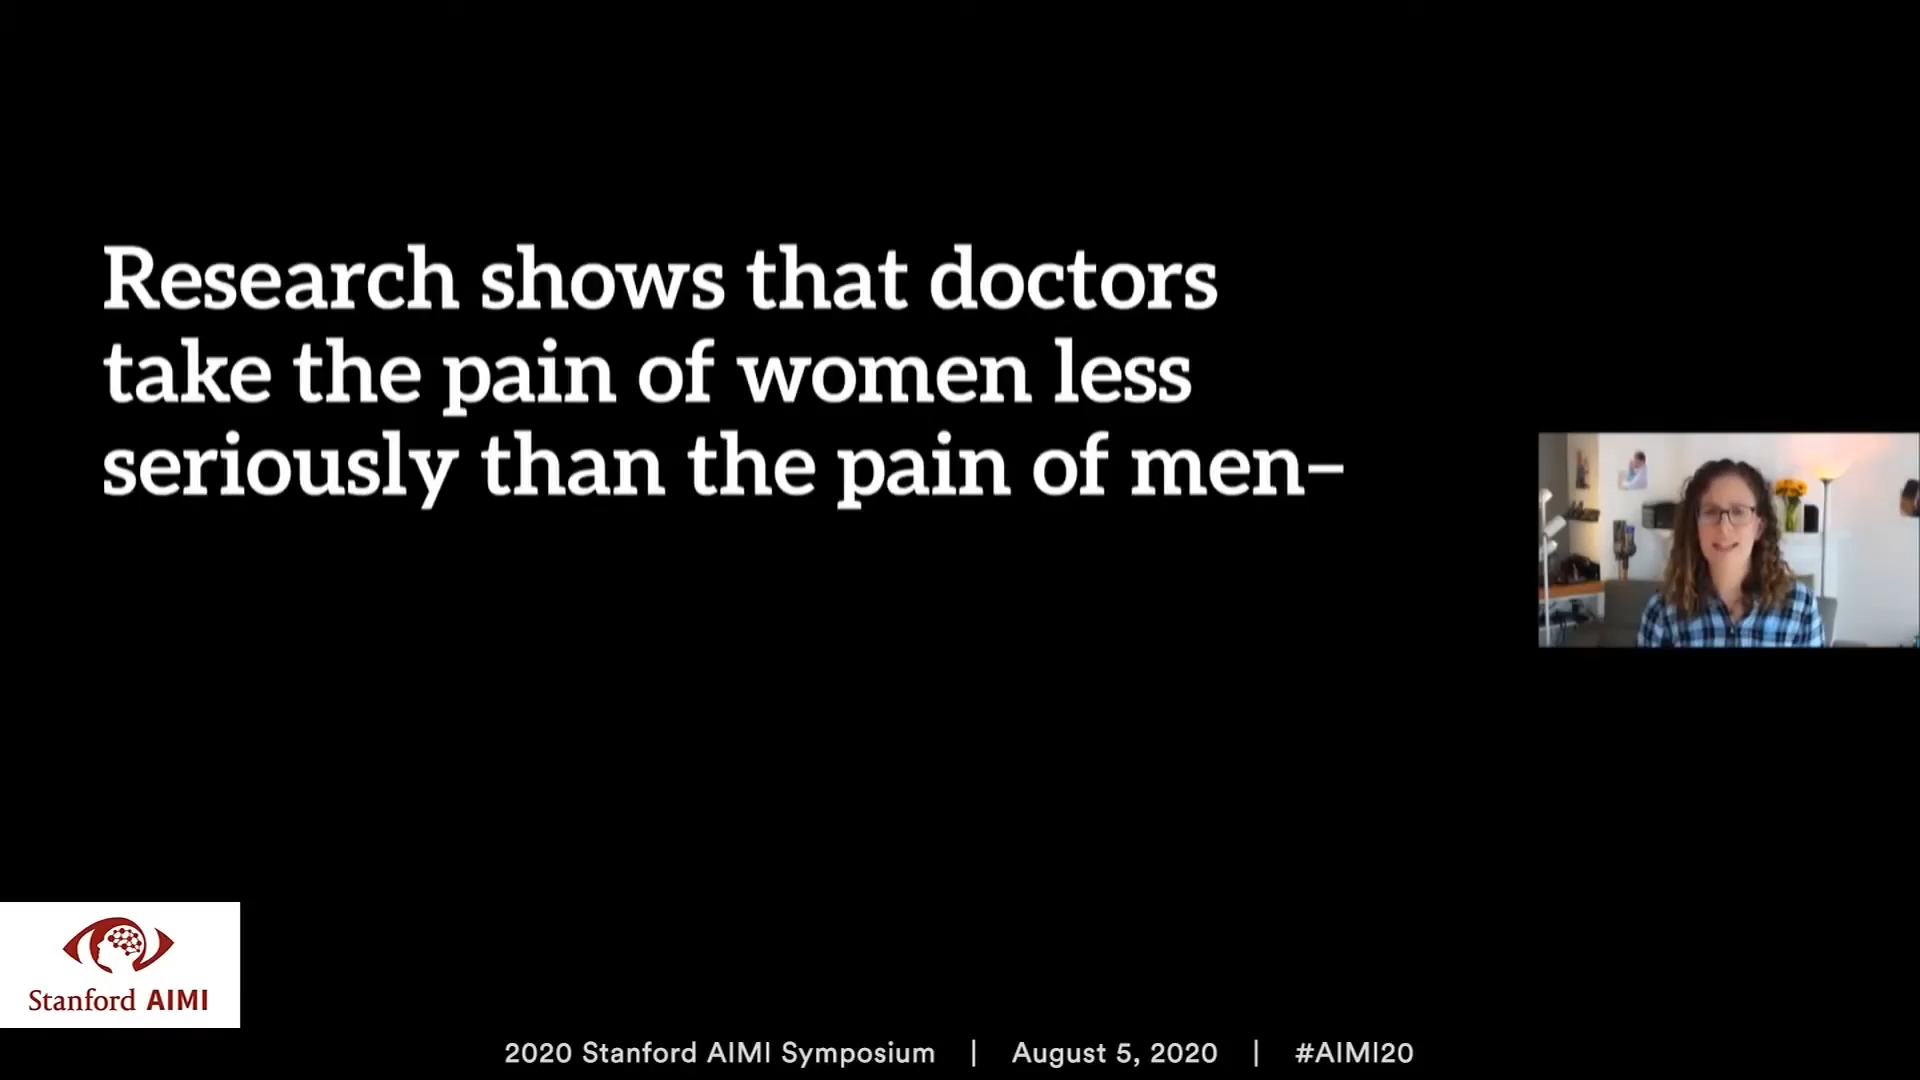 Research shows that doctors
take the pain of women less
seriously than the pain of men–
Stanford AIMI
2020 Stanford AIMI Symposium | August 5, 2020 | #AIMI20